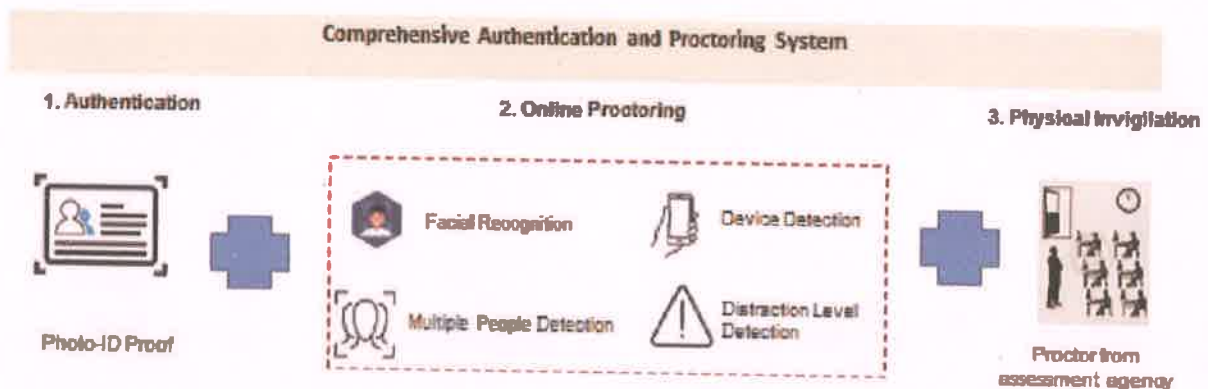 Comprehensive Authentication and Proctoring System
1. Authentication
2. Online Proctoring
3. Physical Invigilation
Facial Recognition
Device Detection
Multiple People Detection
Distraction Level
Detection
Photo-ID Proof
Proctor from
assessment agency